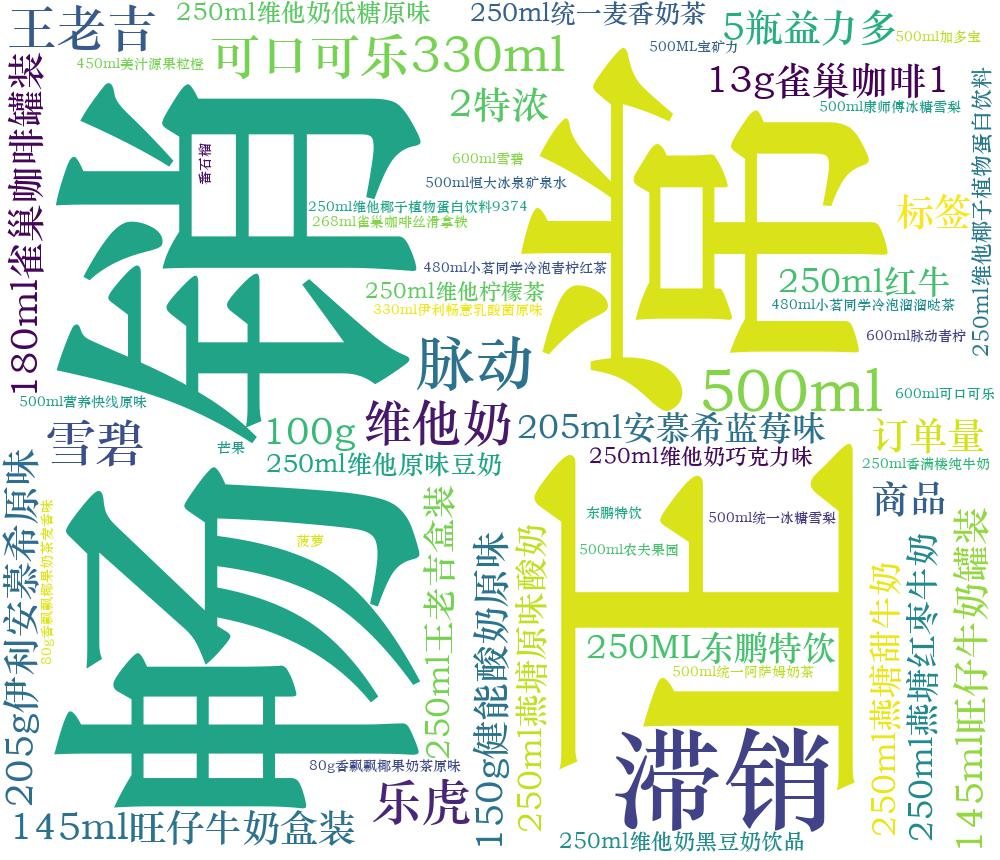 王老吉
250ml维他奶低糖原味
250ml统一麦香奶茶
5瓶益力多
500ml加多宝
500ML宝矿力
可口可乐330ml
450ml美汁源果粒橙
13g雀巢咖啡1
2特浓
500ml康师傅冰糖雪梨
180ml雀巢咖啡罐装
畅销
正常
番石榴
600ml雪碧
500ml恒大冰泉矿泉水
250ml维他椰子植物蛋白饮料9374
268ml雀巢咖啡丝滑拿铁
标签
250ml维他椰子植物蛋白饮料
480ml小茗同学冷泡青柠红茶
250ml维他柠檬茶
330ml伊利畅意乳酸菌原味
250ml红牛
480ml小茗同学冷泡溜溜哒茶
600ml脉动青柠
脉动
500ml
600ml可口可乐
500ml营养快线原味
雪碧
芒果
100g
维他奶
205ml安慕希蓝莓味
订单量
250ml维他原味豆奶
250ml维他奶巧克力味
250ml香满楼纯牛奶
商品
205g伊利安慕希原味
80g香飘飘椰果奶茶麦香味
菠萝
250ml王老吉盒装
150g健能酸奶原味
250ml燕塘原味酸奶
东鹏特饮
500ml统一冰糖雪梨
500ml农夫果园
250ML东鹏特饮
500ml统一阿萨姆奶茶
250ml燕塘甜牛奶
250ml燕塘红枣牛奶
145ml旺仔牛奶罐装
滞销
80g香飘飘椰果奶茶原味
乐虎
145ml旺仔牛奶盒装
250ml维他奶黑豆奶饮品